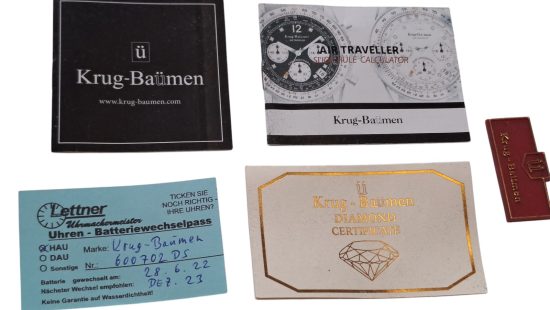 ü
Krug-Baümen
www.krug-baumen.com
12
Krug-Baümen
AIR TRAVELLER
CALCULATOR
Krug-Baümen
Krug-Baümen
Lettner
Uhrmachermeister
TICKEN SIE
NOCH RICHTIG -
IHRE UHREN?
Uhren - Batteriewechselpass
HAU
DAU
Sonstige
Marke: Krug-Baümen
Nr.: 600702 DS
Batterie gewechselt am: 28.6.22
Nächster Wechsel empfohlen: DEZ. 23
Keine Garantie auf Wasserdichtheit!
ü
Krug - Baumen
DIAMOND
CERTIFICATE